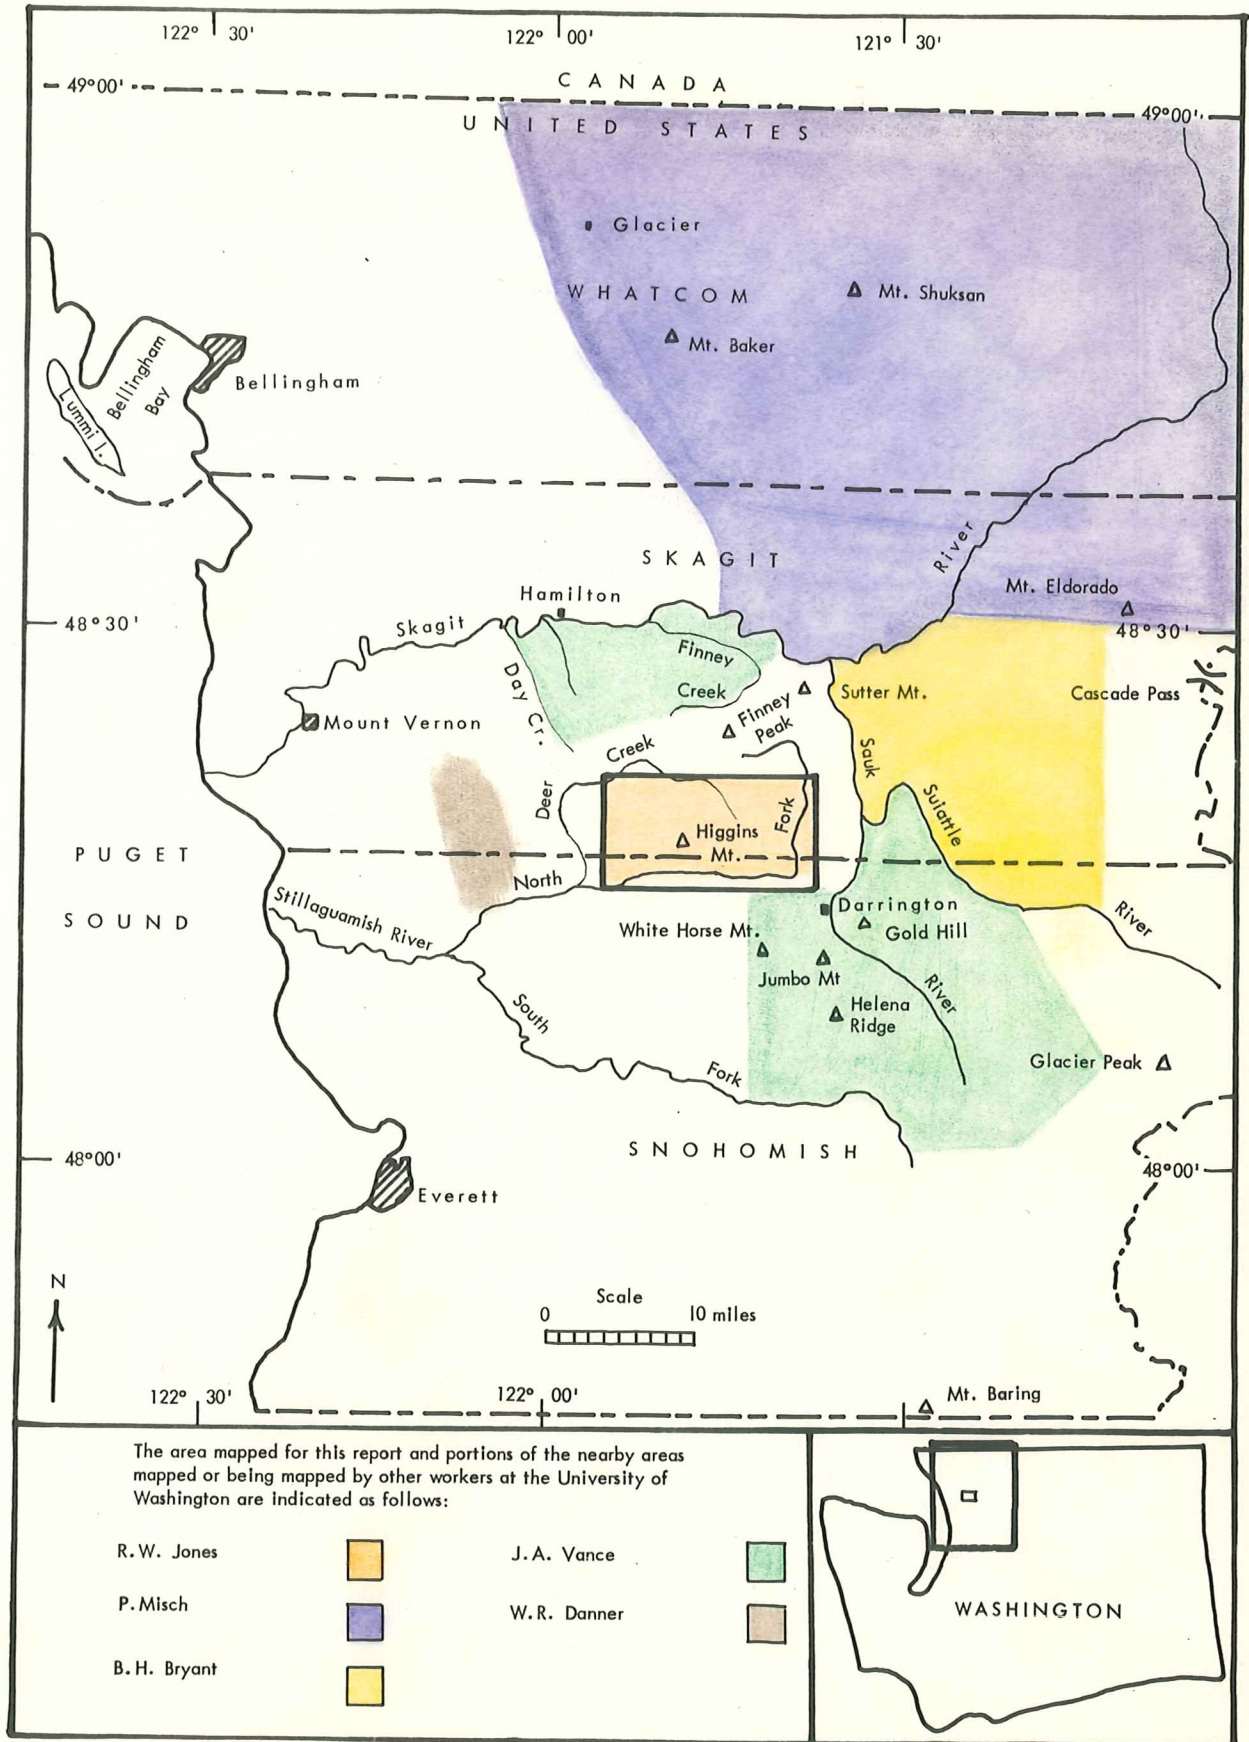 122° 30'
122° 00'
121° 30'
CANADA
49°00'
49°00'
UNITED STATES
Glacier
WHATCOM
Mt. Shuksan
Mt. Baker
Bellingham
Bay
Bellingham
Lummi I.
SKAGIT
River
Mt. Eldorado
Hamilton
48°30'
48°30'
Skagit
Finney
Creek
Day Cr.
Sutter Mt.
Cascade Pass
Finney
Peak
Mount Vernon
Creek
Sauk
Deer
Suiattle
Fork
Higgins
Mt.
PUGET
SOUND
North
Stillaguamish River
Darrington
Gold Hill
River
White Horse Mt.
Jumbo Mt
River
Helena
Ridge
South
Fork
Glacier Peak
SNOHOMISH
48°00'
48°00'
Everett
N
Scale
0 10 miles
122° 30'
122° 00'
Mt. Baring
The area mapped for this report and portions of the nearby areas
mapped or being mapped by other workers at the University of
Washington are indicated as follows:
R.W. Jones
J.A. Vance
P.Misch
W.R. Danner
B.H. Bryant
WASHINGTON